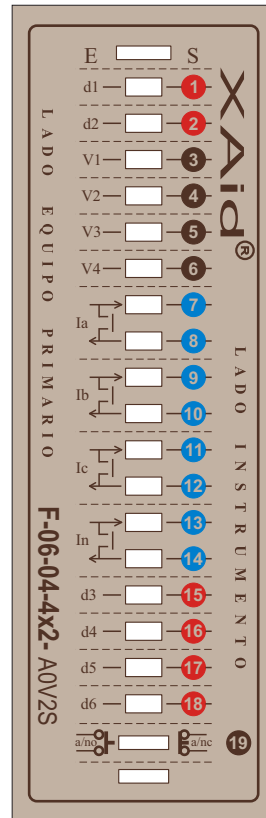 E S
d1 1
d2 2
V1 3
V2 4
V3 5
V4 6
Ia 7
8
Ib 9
10
Ic 11
12
In 13
14
d3 15
d4 16
d5 17
d6 18
a/no a/nc 19
XAid®
LADO EQUIPO PRIMARIO
LADO INSTRUMENTO
F-06-04-4x2- A0V2S